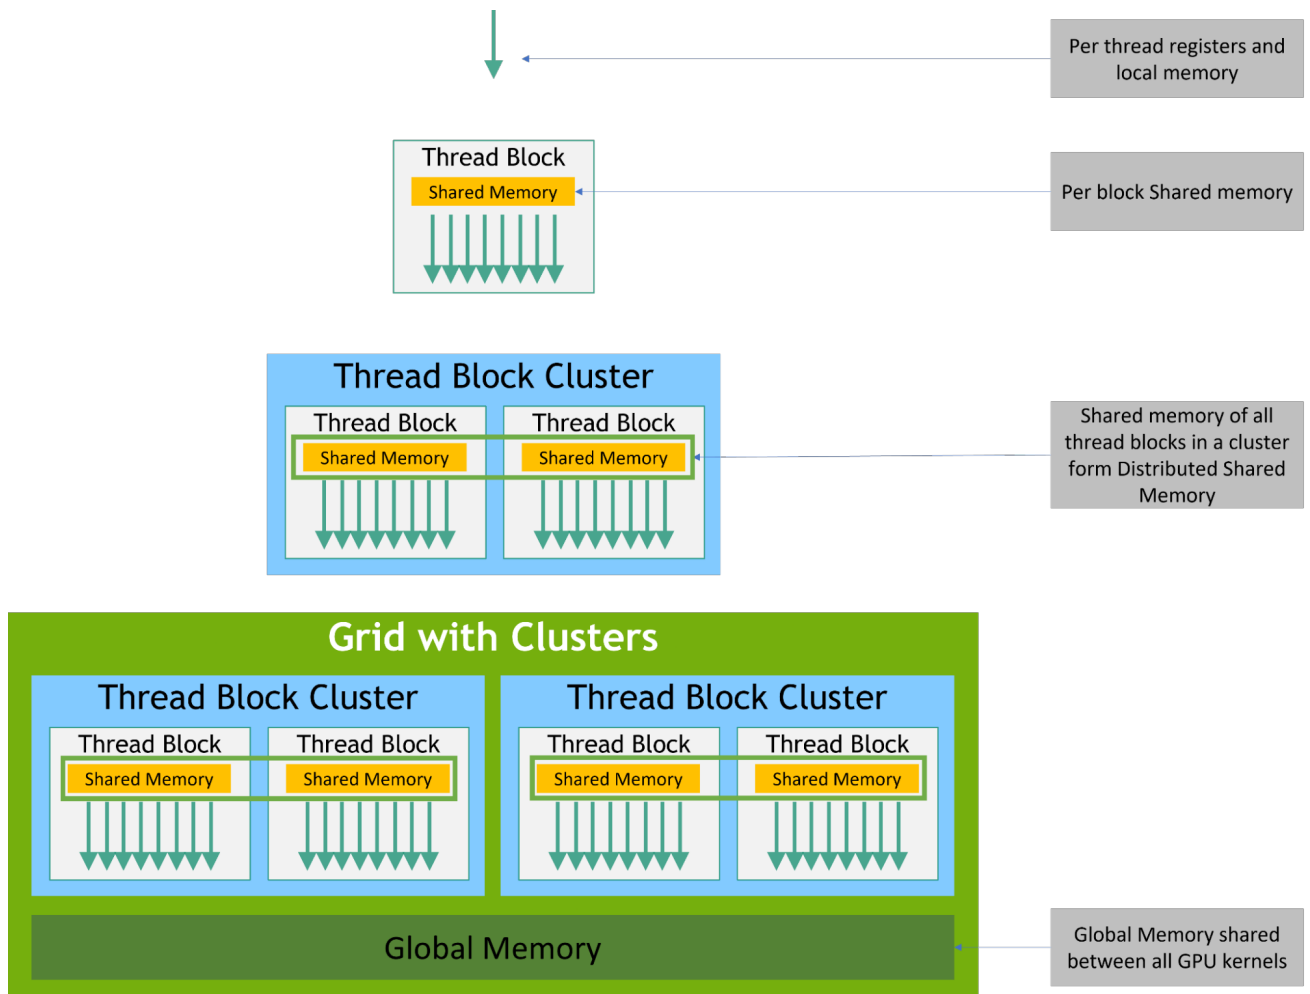 Per thread registers and
local memory
Thread Block
Shared Memory
Per block Shared memory
Thread Block Cluster
Thread Block
Thread Block
Shared Memory
Shared Memory
Shared memory of all
thread blocks in a cluster
form Distributed Shared
Memory
Grid with Clusters
Thread Block Cluster
Thread Block Cluster
Thread Block
Thread Block
Thread Block
Thread Block
Shared Memory
Shared Memory
Shared Memory
Shared Memory
Global Memory
Global Memory shared
between all GPU kernels